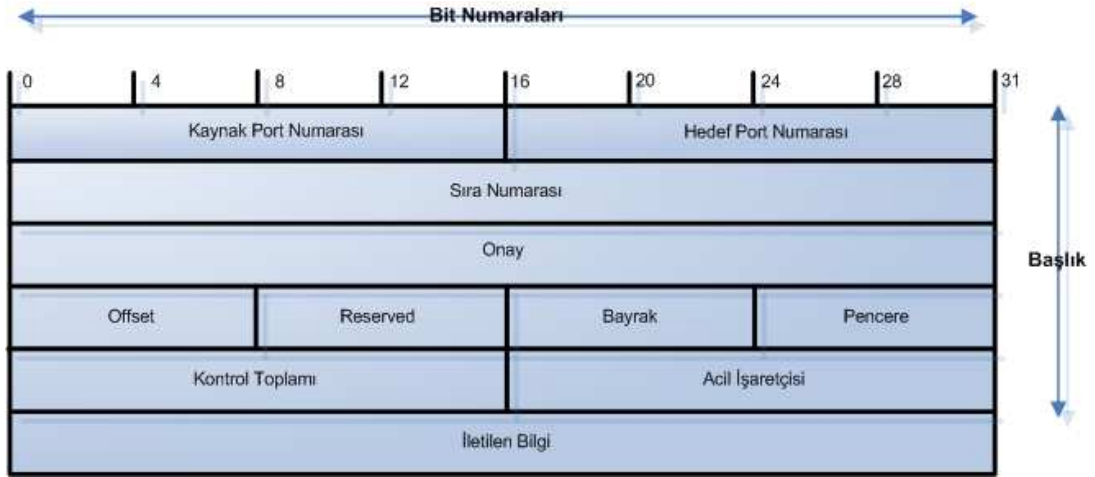 Bit Numaraları
0 4 8 12 16 20 24 28 31
Kaynak Port Numarası Hedef Port Numarası
Sıra Numarası
Onay
Başlık
Offset Reserved Bayrak Pencere
Kontrol Toplamı Acil İşaretçisi
İletilen Bilgi